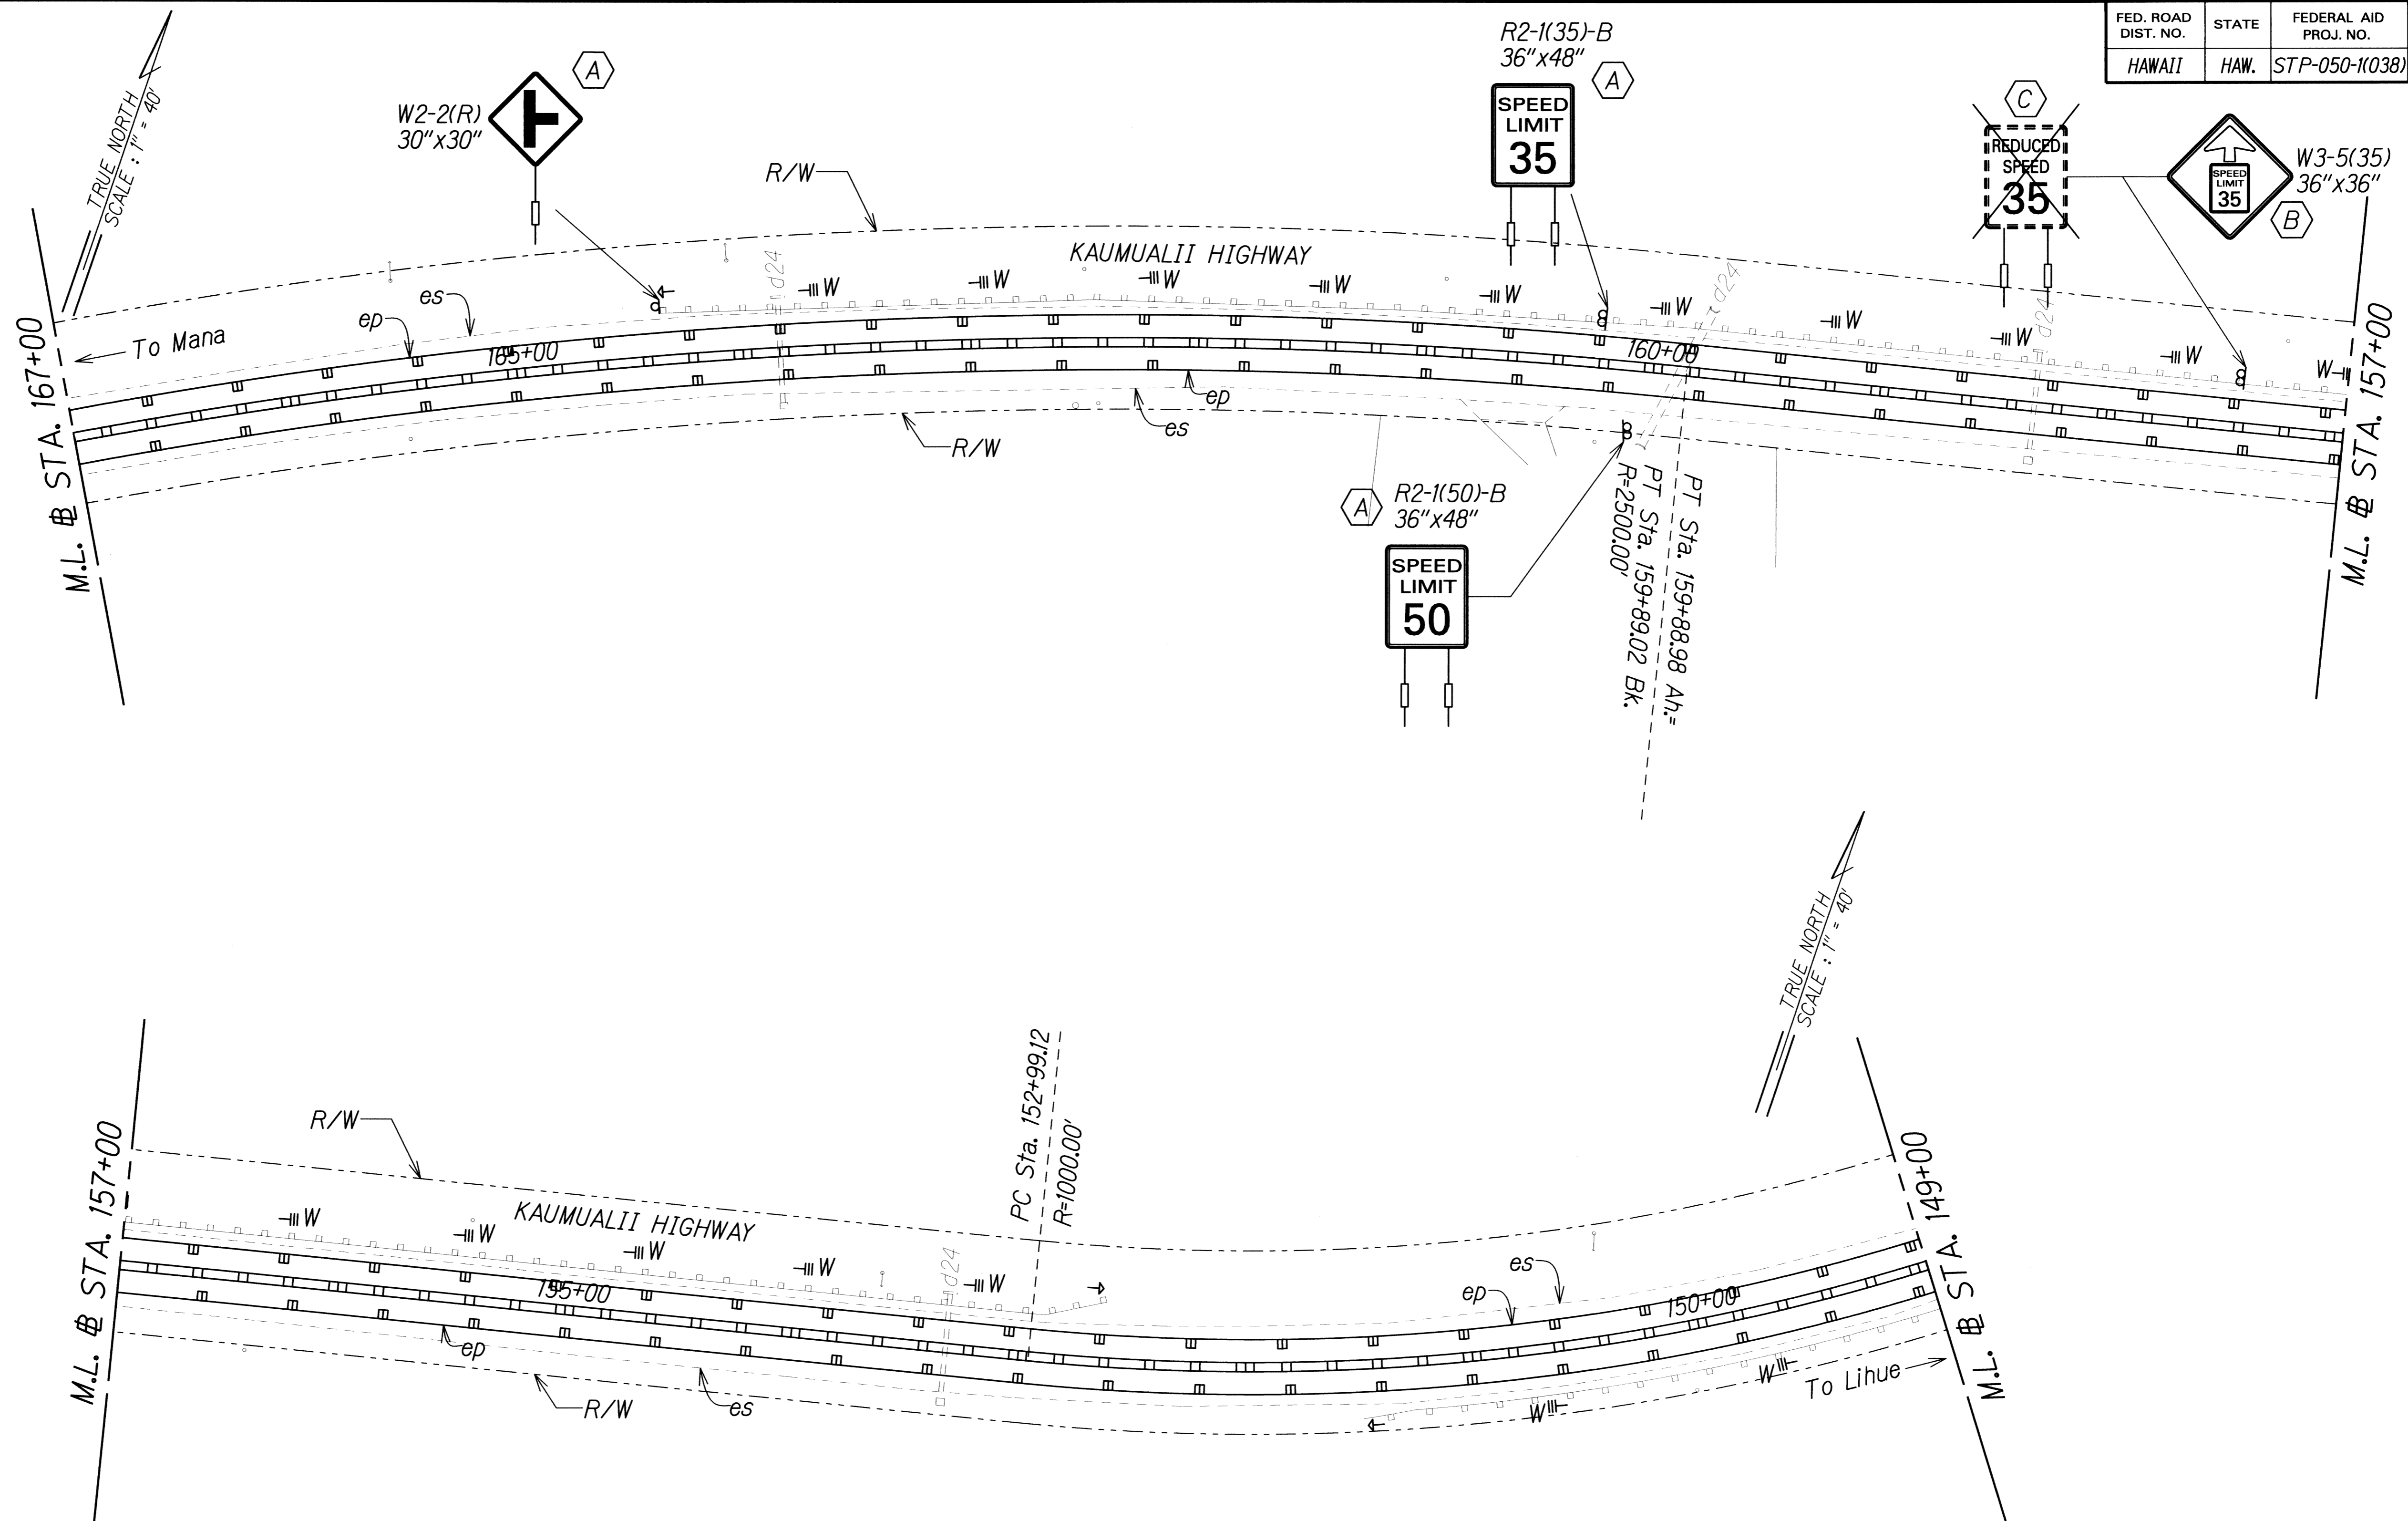 FED. ROAD DIST. NO.
STATE
FEDERAL AID PROJ. NO.
HAWAII
HAW.
STP-050-1(038)
TRUE NORTH
SCALE : 1" = 40'
W2-2(R)
30"x30"
A
R2-1(35)-B
36"x48"
A
SPEED
LIMIT
35
C
REDUCED
SPEED
35
W3-5(35)
36"x36"
SPEED
LIMIT
35
B
R/W
KAUMUALII HIGHWAY
d24
W
W
W
W
W
d24
W
W
d24
W
W
W
es
ep
To Mana
165+00
160+00
ep
es
R/W
M.L. B STA. 167+00
M.L. B STA. 157+00
A
R2-1(50)-B
36"x48"
SPEED
LIMIT
50
PT Sta. 159+88.98 Ah.=
PT Sta. 159+89.02 Bk.
R=2500.00'
TRUE NORTH
SCALE : 1" = 40'
R/W
PC Sta. 152+99.12
R=1000.00'
M.L. B STA. 157+00
KAUMUALII HIGHWAY
W
W
W
W
d24
W
155+00
es
ep
150+00
M.L. B STA. 149+00
ep
es
R/W
W
W
To Lihue